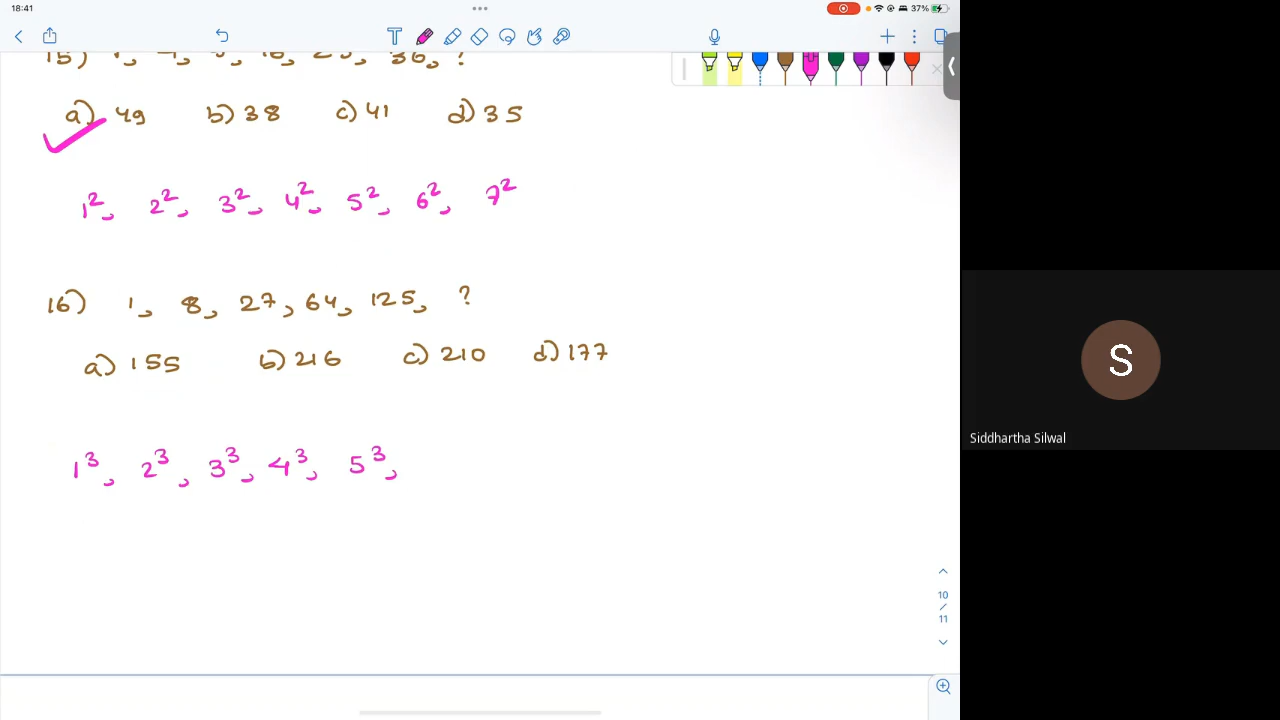 18:41
37%
36, ?
a) 49 b) 38 c) 41 d) 35
1², 2², 3², 4², 5², 6², 7²
16) 1, 8, 27, 64, 125, ?
a) 155 b) 216 c) 210 d) 177
1³, 2³, 3³, 4³, 5³,
S
Siddhartha Silwal
10
/
11